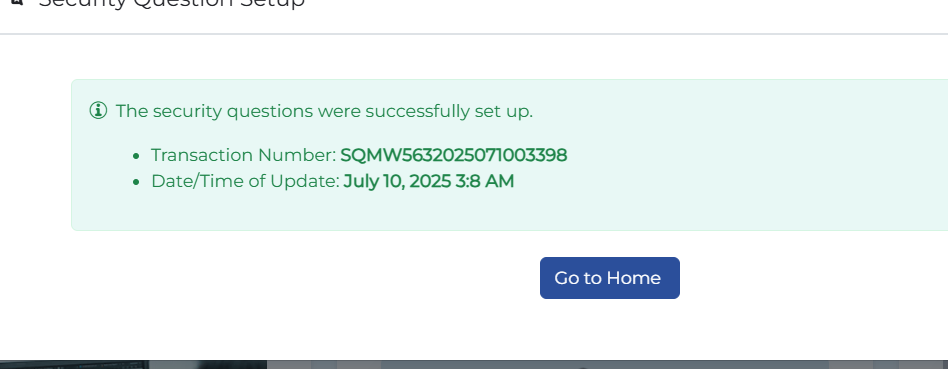 Security Question Setup
The security questions were successfully set up.
Transaction Number: SQMW5632025071003398
Date/Time of Update: July 10, 2025 3:8 AM
Go to Home